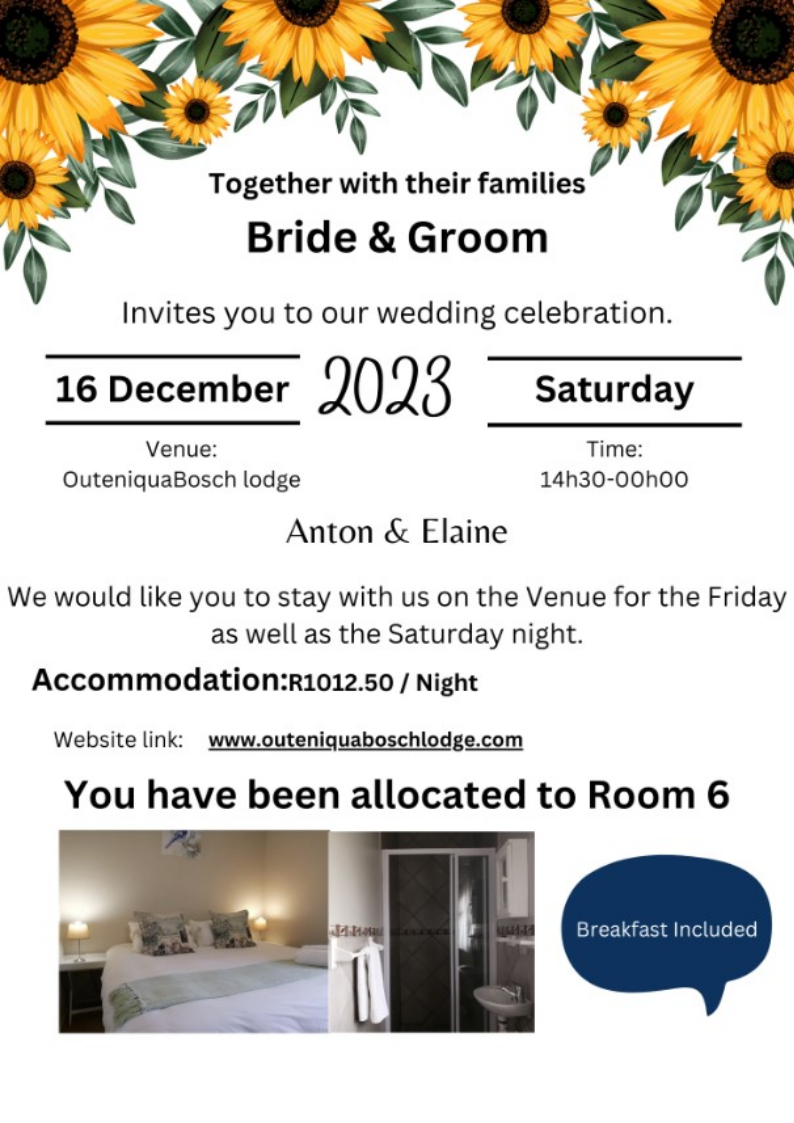 Together with their families
Bride & Groom
Invites you to our wedding celebration.
16 December 2023 Saturday
Venue:
OuteniquaBosch lodge
Time:
14h30-00h00
Anton & Elaine
We would like you to stay with us on the Venue for the Friday
as well as the Saturday night.
Accommodation:R1012.50 / Night
Website link: www.outeniquaboschlodge.com
You have been allocated to Room 6
Breakfast Included